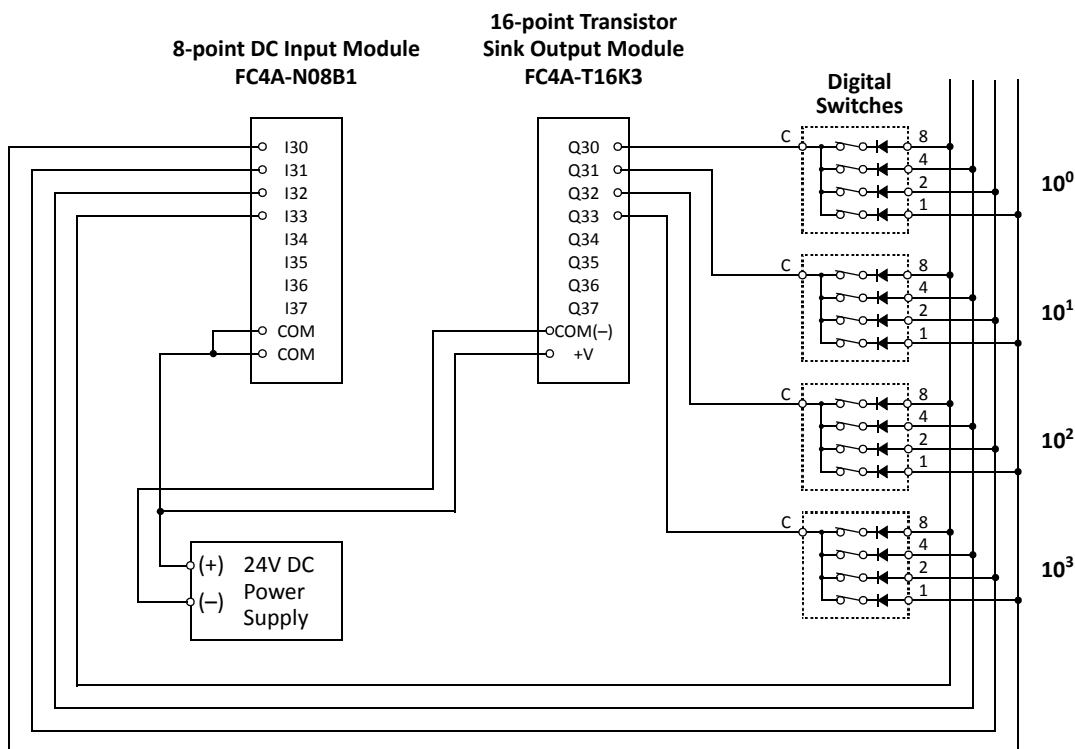 16-point Transistor
Sink Output Module
FC4A-T16K3
8-point DC Input Module
FC4A-N08B1
Digital
Switches
I30
I31
I32
I33
I34
I35
I36
I37
COM
COM
Q30
Q31
Q32
Q33
Q34
Q35
Q36
Q37
COM(–)
+V
C
8
4
2
1
10⁰
C
8
4
2
1
10¹
C
8
4
2
1
10²
C
8
4
2
1
10³
(+) 24V DC
Power
(–) Supply